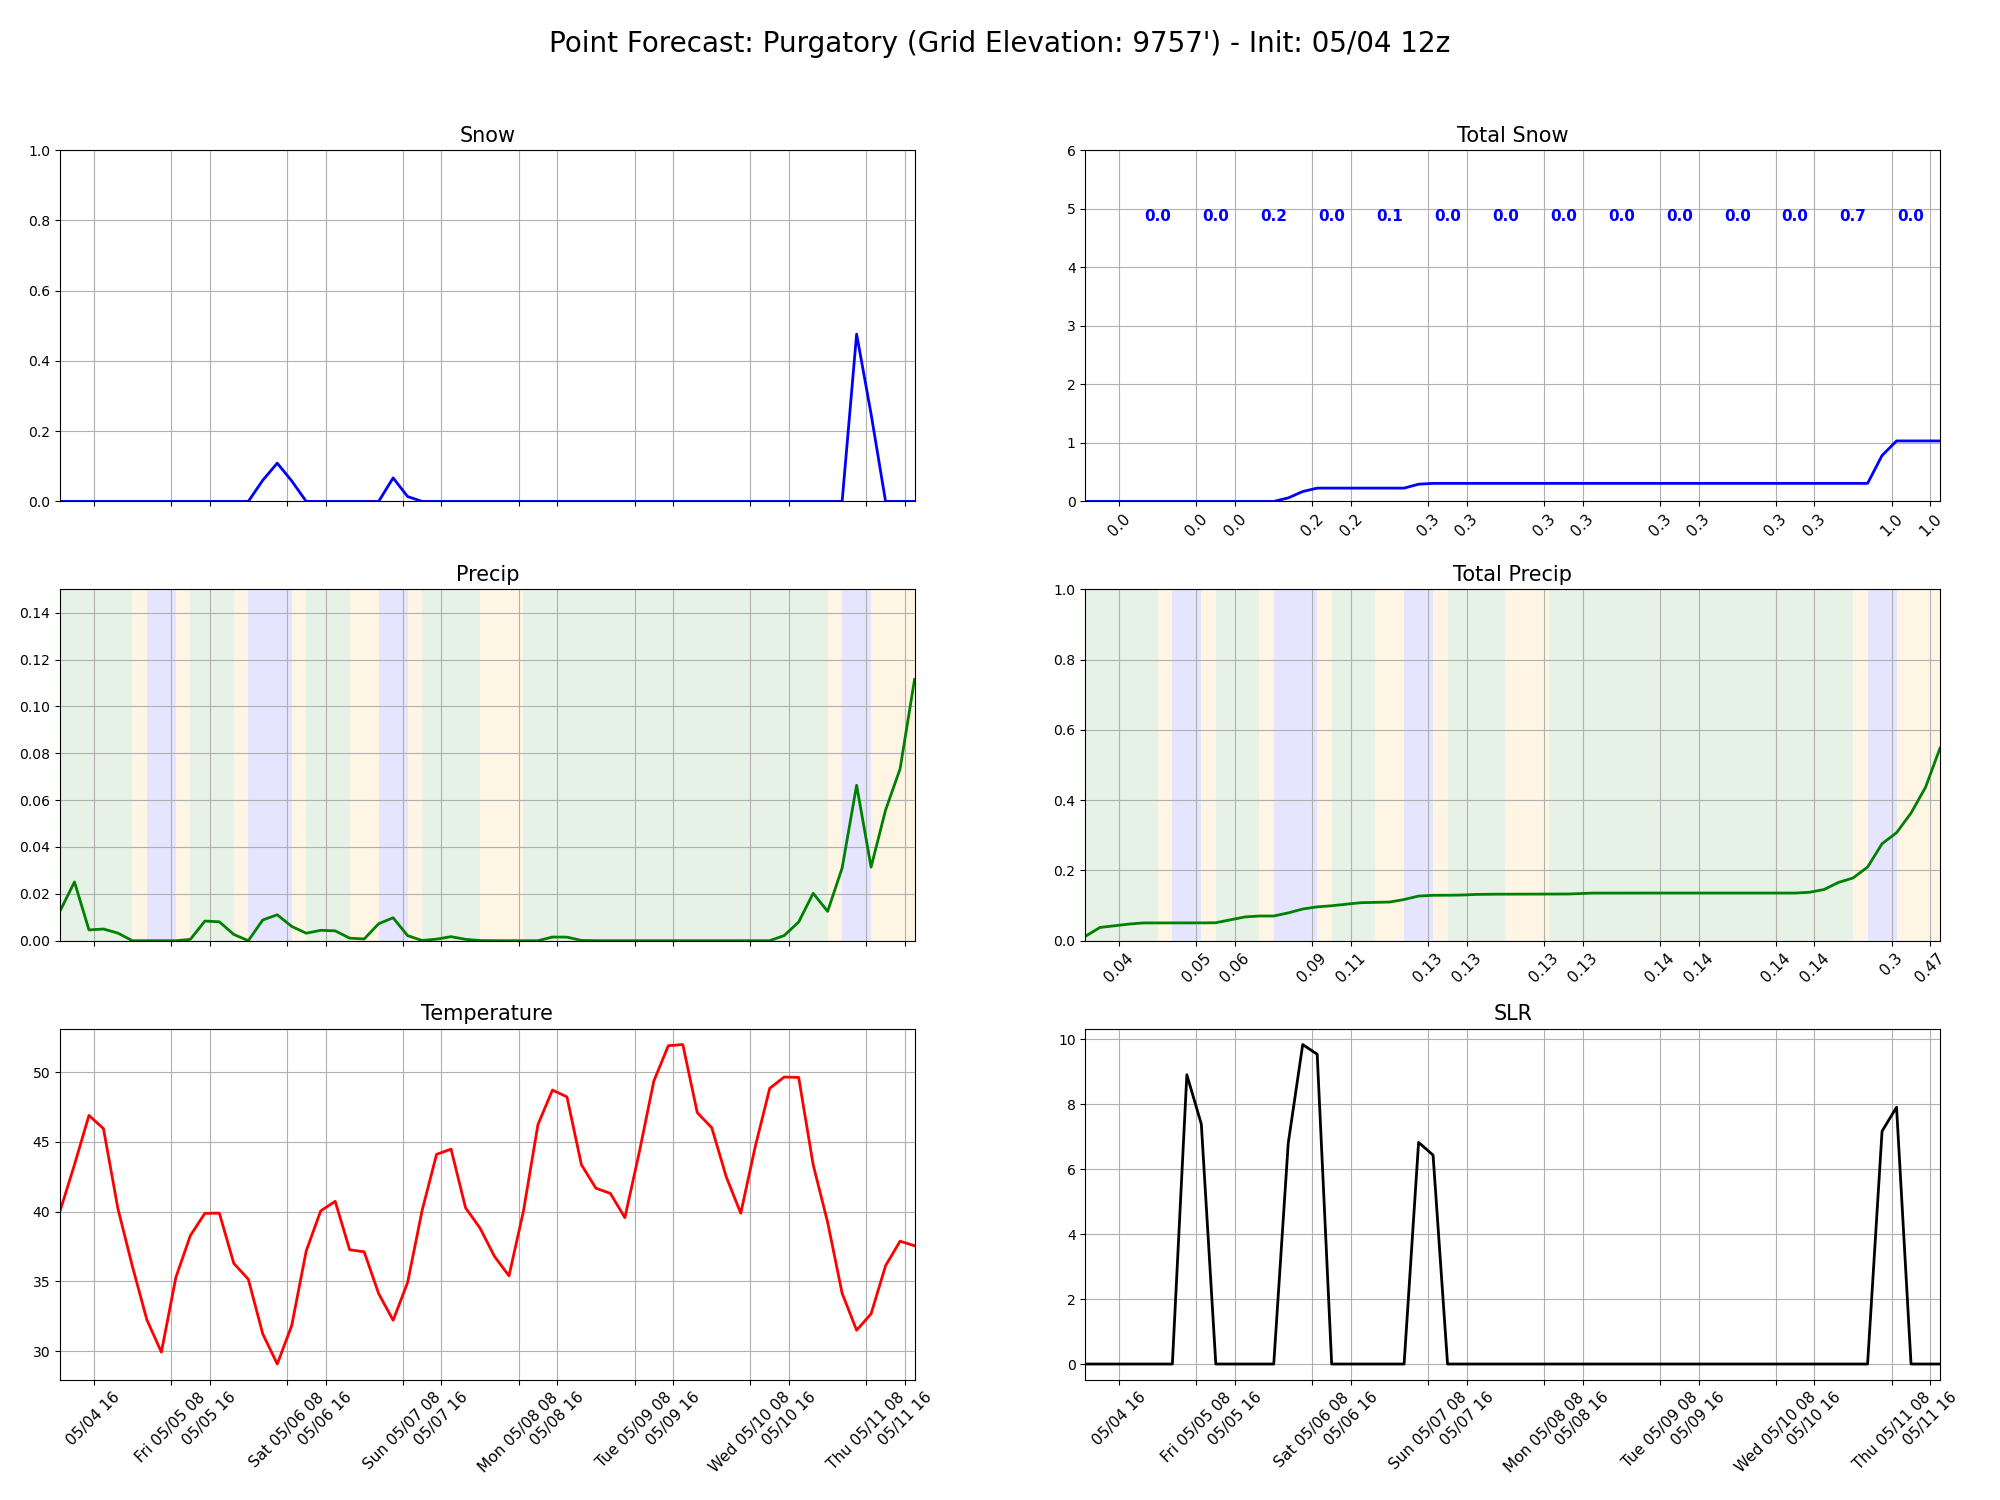 Point Forecast: Purgatory (Grid Elevation: 9757') - Init: 05/04 12z
Snow
1.0
0.8
0.6
0.4
0.2
0.0
Total Snow
6
5
4
3
2
1
0
0.0 0.0 0.2 0.0 0.1 0.0 0.0 0.0 0.0 0.0 0.0 0.0 0.7 0.0
0.0 0.0 0.0 0.2 0.2 0.3 0.3 0.3 0.3 0.3 0.3 0.3 0.3 1.0 1.0
Precip
0.14
0.12
0.10
0.08
0.06
0.04
0.02
0.00
Total Precip
1.0
0.8
0.6
0.4
0.2
0.0
0.04 0.05 0.06 0.09 0.11 0.13 0.13 0.13 0.13 0.14 0.14 0.14 0.14 0.3 0.47
Temperature
50
45
40
35
30
05/04 16
Fri 05/05 08
05/05 16
Sat 05/06 08
05/06 16
Sun 05/07 08
05/07 16
Mon 05/08 08
05/08 16
Tue 05/09 08
05/09 16
Wed 05/10 08
05/10 16
Thu 05/11 08
05/11 16
SLR
10
8
6
4
2
0
05/04 16
Fri 05/05 08
05/05 16
Sat 05/06 08
05/06 16
Sun 05/07 08
05/07 16
Mon 05/08 08
05/08 16
Tue 05/09 08
05/09 16
Wed 05/10 08
05/10 16
Thu 05/11 08
05/11 16